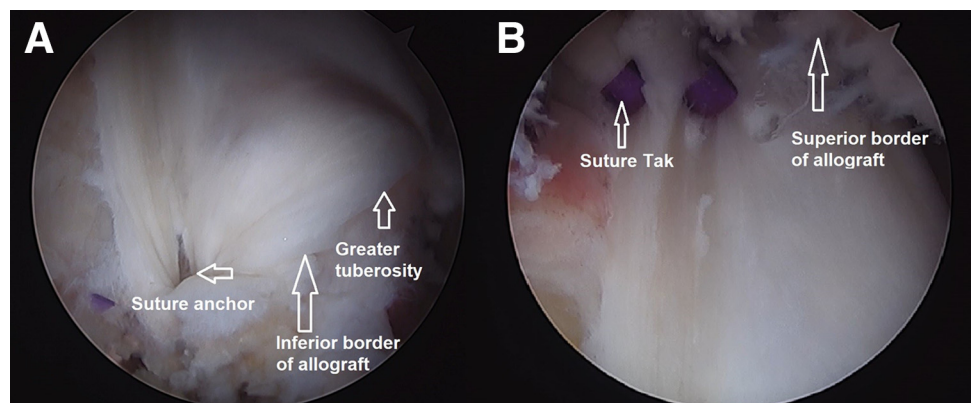 A
B
Suture Tak
Superior border
of allograft
Greater
tuberosity
Suture anchor
Inferior border
of allograft